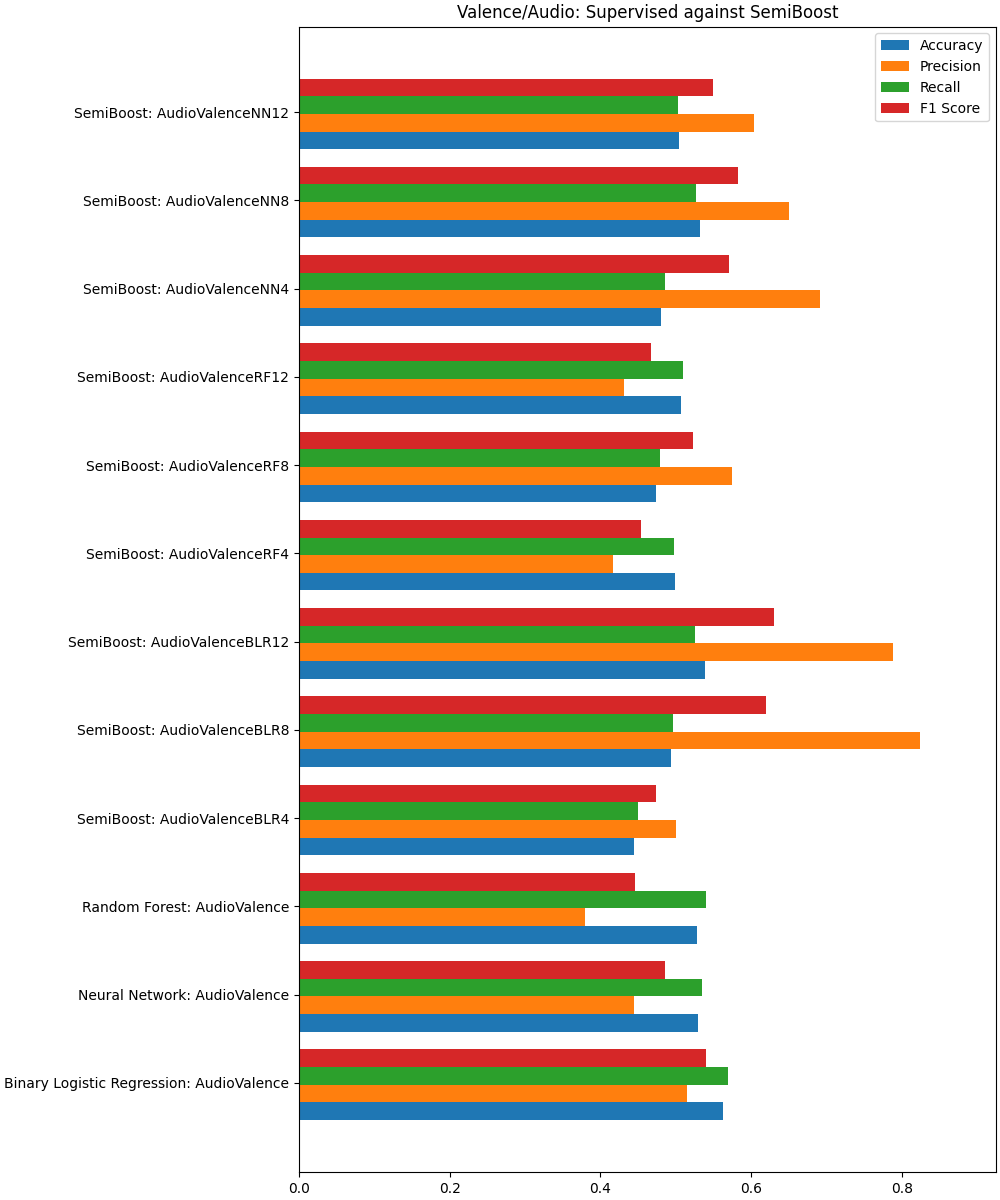 Valence/Audio: Supervised against SemiBoost
Accuracy
Precision
Recall
F1 Score
SemiBoost: AudioValenceNN12
SemiBoost: AudioValenceNN8
SemiBoost: AudioValenceNN4
SemiBoost: AudioValenceRF12
SemiBoost: AudioValenceRF8
SemiBoost: AudioValenceRF4
SemiBoost: AudioValenceBLR12
SemiBoost: AudioValenceBLR8
SemiBoost: AudioValenceBLR4
Random Forest: AudioValence
Neural Network: AudioValence
Binary Logistic Regression: AudioValence
0.0 0.2 0.4 0.6 0.8